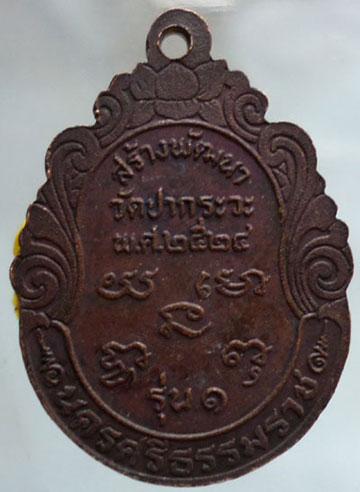 สร้างพัฒนา
วัดปากระวะ
พ.ศ.๒๕๒๔
รุ่น ๑
นครศรีธรรมราช